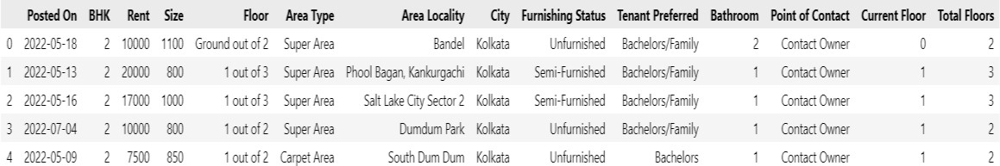 Posted On BHK Rent Size Floor Area Type Area Locality City Furnishing Status Tenant Preferred Bathroom Point of Contact Current Floor Total Floors
0 2022-05-18 2 10000 1100 Ground out of 2 Super Area Bandel Kolkata Unfurnished Bachelors/Family 2 Contact Owner 0 2
1 2022-05-13 2 20000 800 1 out of 3 Super Area Phool Bagan, Kankurgachi Kolkata Semi-Furnished Bachelors/Family 1 Contact Owner 1 3
2 2022-05-16 2 17000 1000 1 out of 3 Super Area Salt Lake City Sector 2 Kolkata Semi-Furnished Bachelors/Family 1 Contact Owner 1 3
3 2022-07-04 2 10000 800 1 out of 2 Super Area Dumdum Park Kolkata Unfurnished Bachelors/Family 1 Contact Owner 1 2
4 2022-05-09 2 7500 850 1 out of 2 Carpet Area South Dum Dum Kolkata Unfurnished Bachelors 1 Contact Owner 1 2